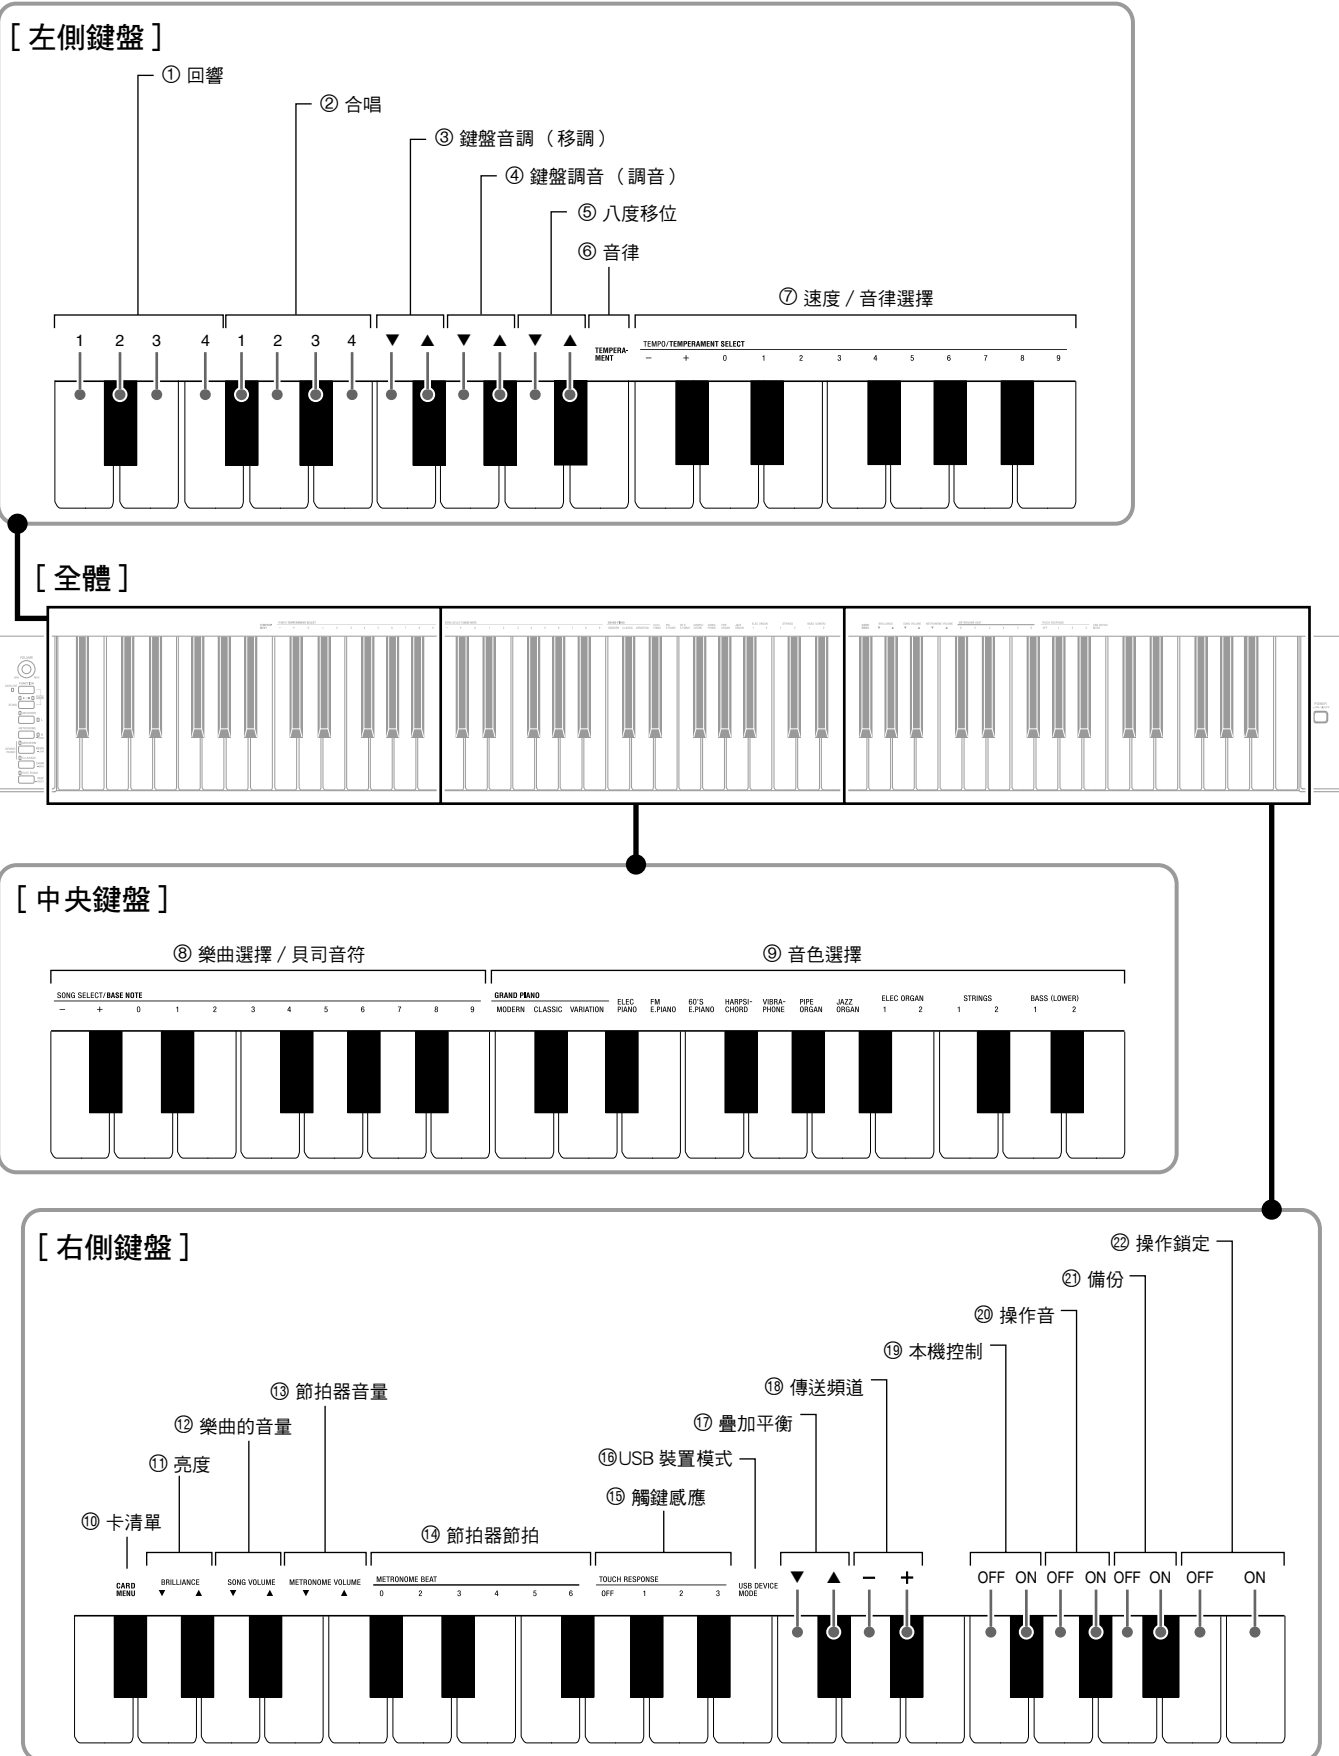 [ 左側鍵盤 ]
① 回響
② 合唱
③ 鍵盤音調（移調）
④ 鍵盤調音（調音）
⑤ 八度移位
⑥ 音律
⑦ 速度 / 音律選擇
1 2 3 4 1 2 3 4 ▼ ▲ ▼ ▲ ▼ ▲
TEMPERA-
MENT
TEMPO/TEMPERAMENT SELECT
− + 0 1 2 3 4 5 6 7 8 9
[ 全體 ]
[ 中央鍵盤 ]
⑧ 樂曲選擇 / 貝司音符
⑨ 音色選擇
SONG SELECT/BASE NOTE
− + 0 1 2 3 4 5 6 7 8 9
GRAND PIANO
MODERN CLASSIC VARIATION
ELEC
PIANO
FM
E.PIANO
60'S
E.PIANO
HARPSI-
CHORD
VIBRA-
PHONE
PIPE
ORGAN
JAZZ
ORGAN
ELEC ORGAN
1 2
STRINGS
1 2
BASS (LOWER)
1 2
[ 右側鍵盤 ]
㉒ 操作鎖定
㉑ 備份
⑳ 操作音
⑲ 本機控制
⑱ 傳送頻道
⑰ 疊加平衡
⑯USB 裝置模式
⑮ 觸鍵感應
⑬ 節拍器音量
⑫ 樂曲的音量
⑪ 亮度
⑩ 卡清單
⑭ 節拍器節拍
CARD
MENU
BRILLIANCE
▼ ▲
SONG VOLUME
▼ ▲
METRONOME VOLUME
▼ ▲
METRONOME BEAT
0 2 3 4 5 6
TOUCH RESPONSE
OFF 1 2 3
USB DEVICE
MODE
▼ ▲ − +
OFF ON OFF ON OFF ON OFF ON